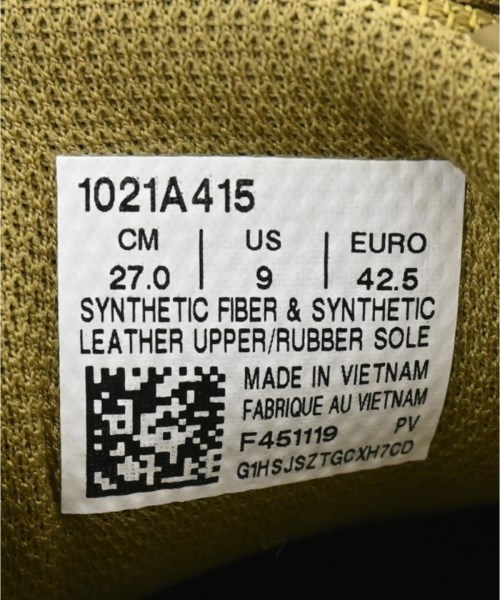 1021A415
CM | US | EURO
27.0 | 9 | 42.5
SYNTHETIC FIBER & SYNTHETIC
LEATHER UPPER/RUBBER SOLE
MADE IN VIETNAM
FABRIQUE AU VIETNAM
F451119 PV
G1HSJSZTGCXH7CD